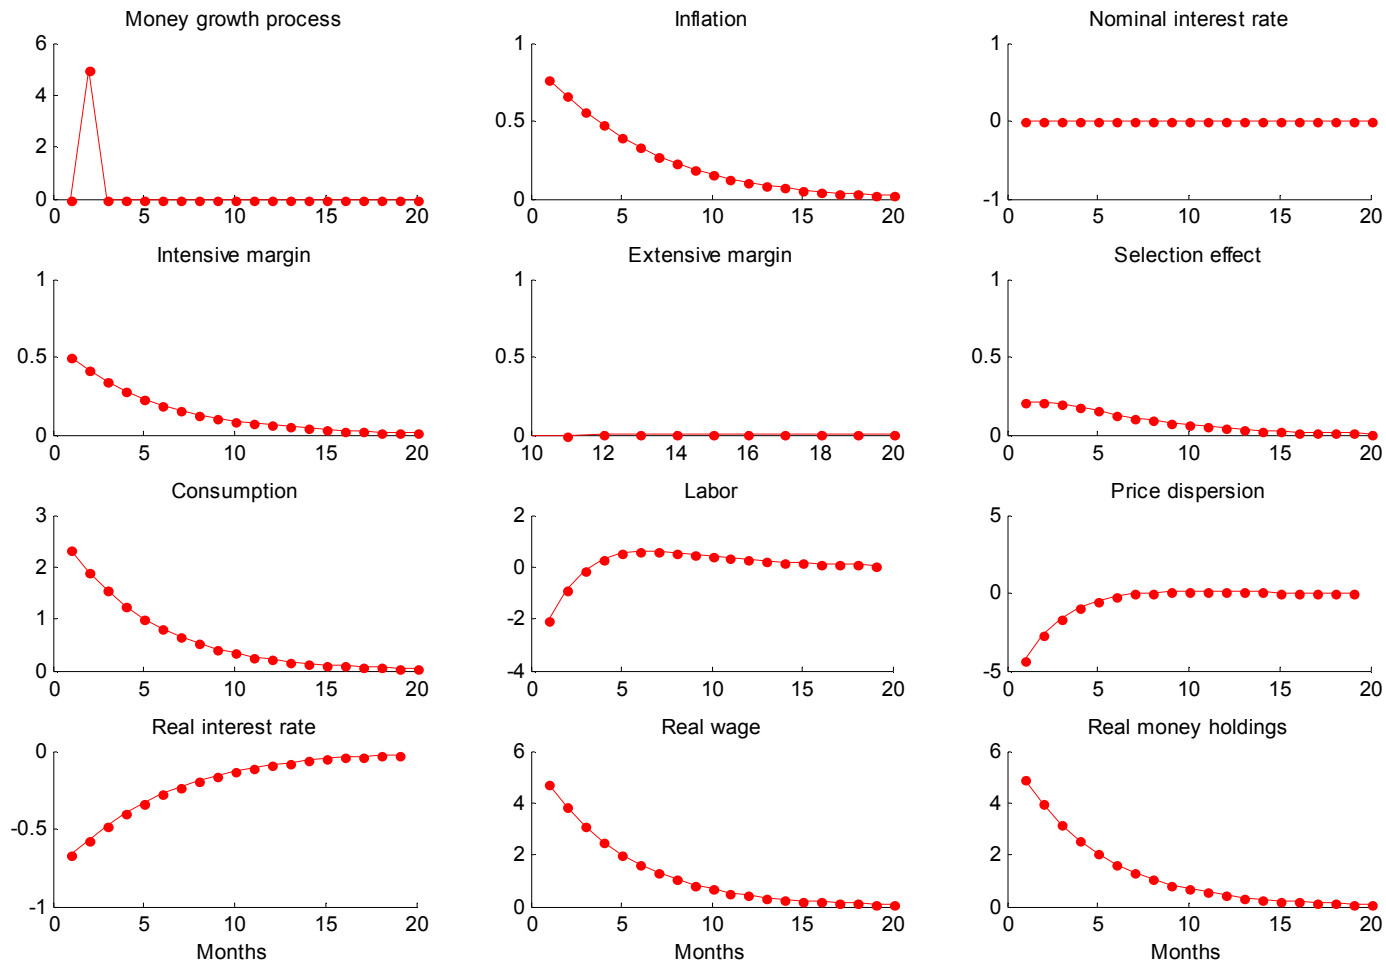 Money growth process
Inflation
Nominal interest rate
6
4
2
0
0 5 10 15 20
1
0.5
0
0 5 10 15 20
1
0
-1
0 5 10 15 20
Intensive margin
Extensive margin
Selection effect
1
0.5
0
0 5 10 15 20
1
0.5
0
10 12 14 16 18 20
1
0.5
0
0 5 10 15 20
Consumption
Labor
Price dispersion
3
2
1
0
0 5 10 15 20
2
0
-2
-4
0 5 10 15 20
5
0
-5
0 5 10 15 20
Real interest rate
Real wage
Real money holdings
0
-0.5
-1
0 5 10 15 20
Months
6
4
2
0
0 5 10 15 20
Months
6
4
2
0
0 5 10 15 20
Months